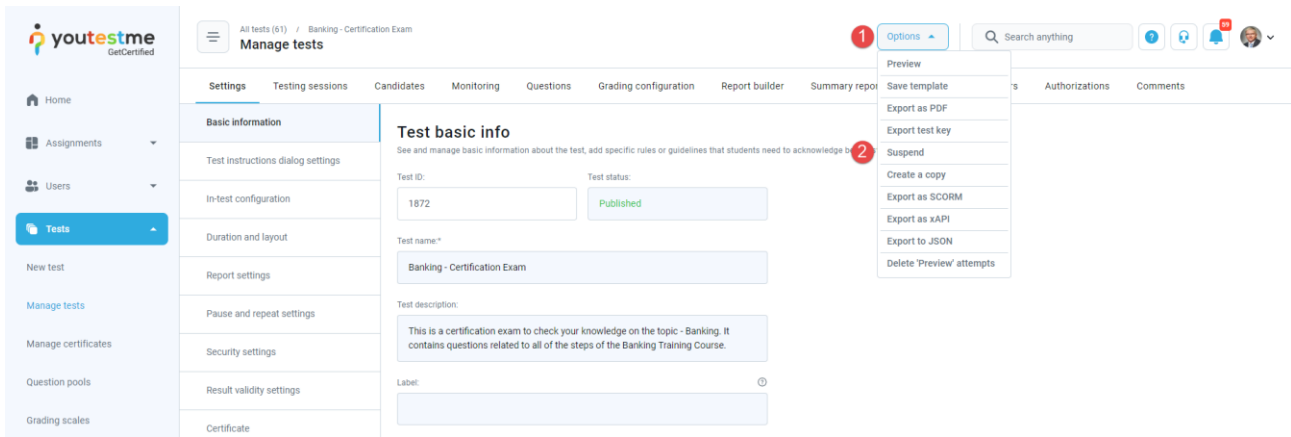 youtestme
GetCertified
Home
Assignments
Users
Tests
New test
Manage tests
Manage certificates
Question pools
Grading scales
All tests (61) / Banking - Certification Exam
Manage tests
1
Options
Search anything
?
59
Settings Testing sessions Candidates Monitoring Questions Grading configuration Report builder Summary repor rs Authorizations Comments
Preview
Save template
Export as PDF
Export test key
2
Suspend
Create a copy
Export as SCORM
Export as xAPI
Export to JSON
Delete 'Preview' attempts
Basic information
Test instructions dialog settings
In-test configuration
Duration and layout
Report settings
Pause and repeat settings
Security settings
Result validity settings
Certificate
Test basic info
See and manage basic information about the test, add specific rules or guidelines that students need to acknowledge be
Test ID:
1872
Test status:
Published
Test name:*
Banking - Certification Exam
Test description:
This is a certification exam to check your knowledge on the topic - Banking. It
contains questions related to all of the steps of the Banking Training Course.
Label:
?